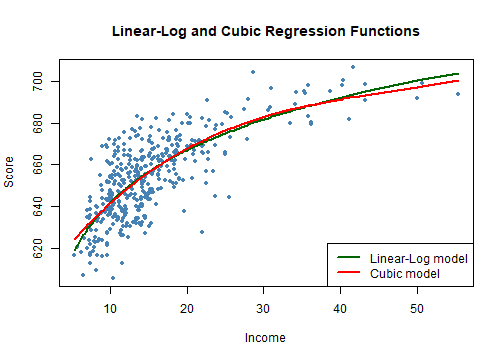 Linear-Log and Cubic Regression Functions
Score
700
680
660
640
620
Linear-Log model
Cubic model
10 20 30 40 50
Income